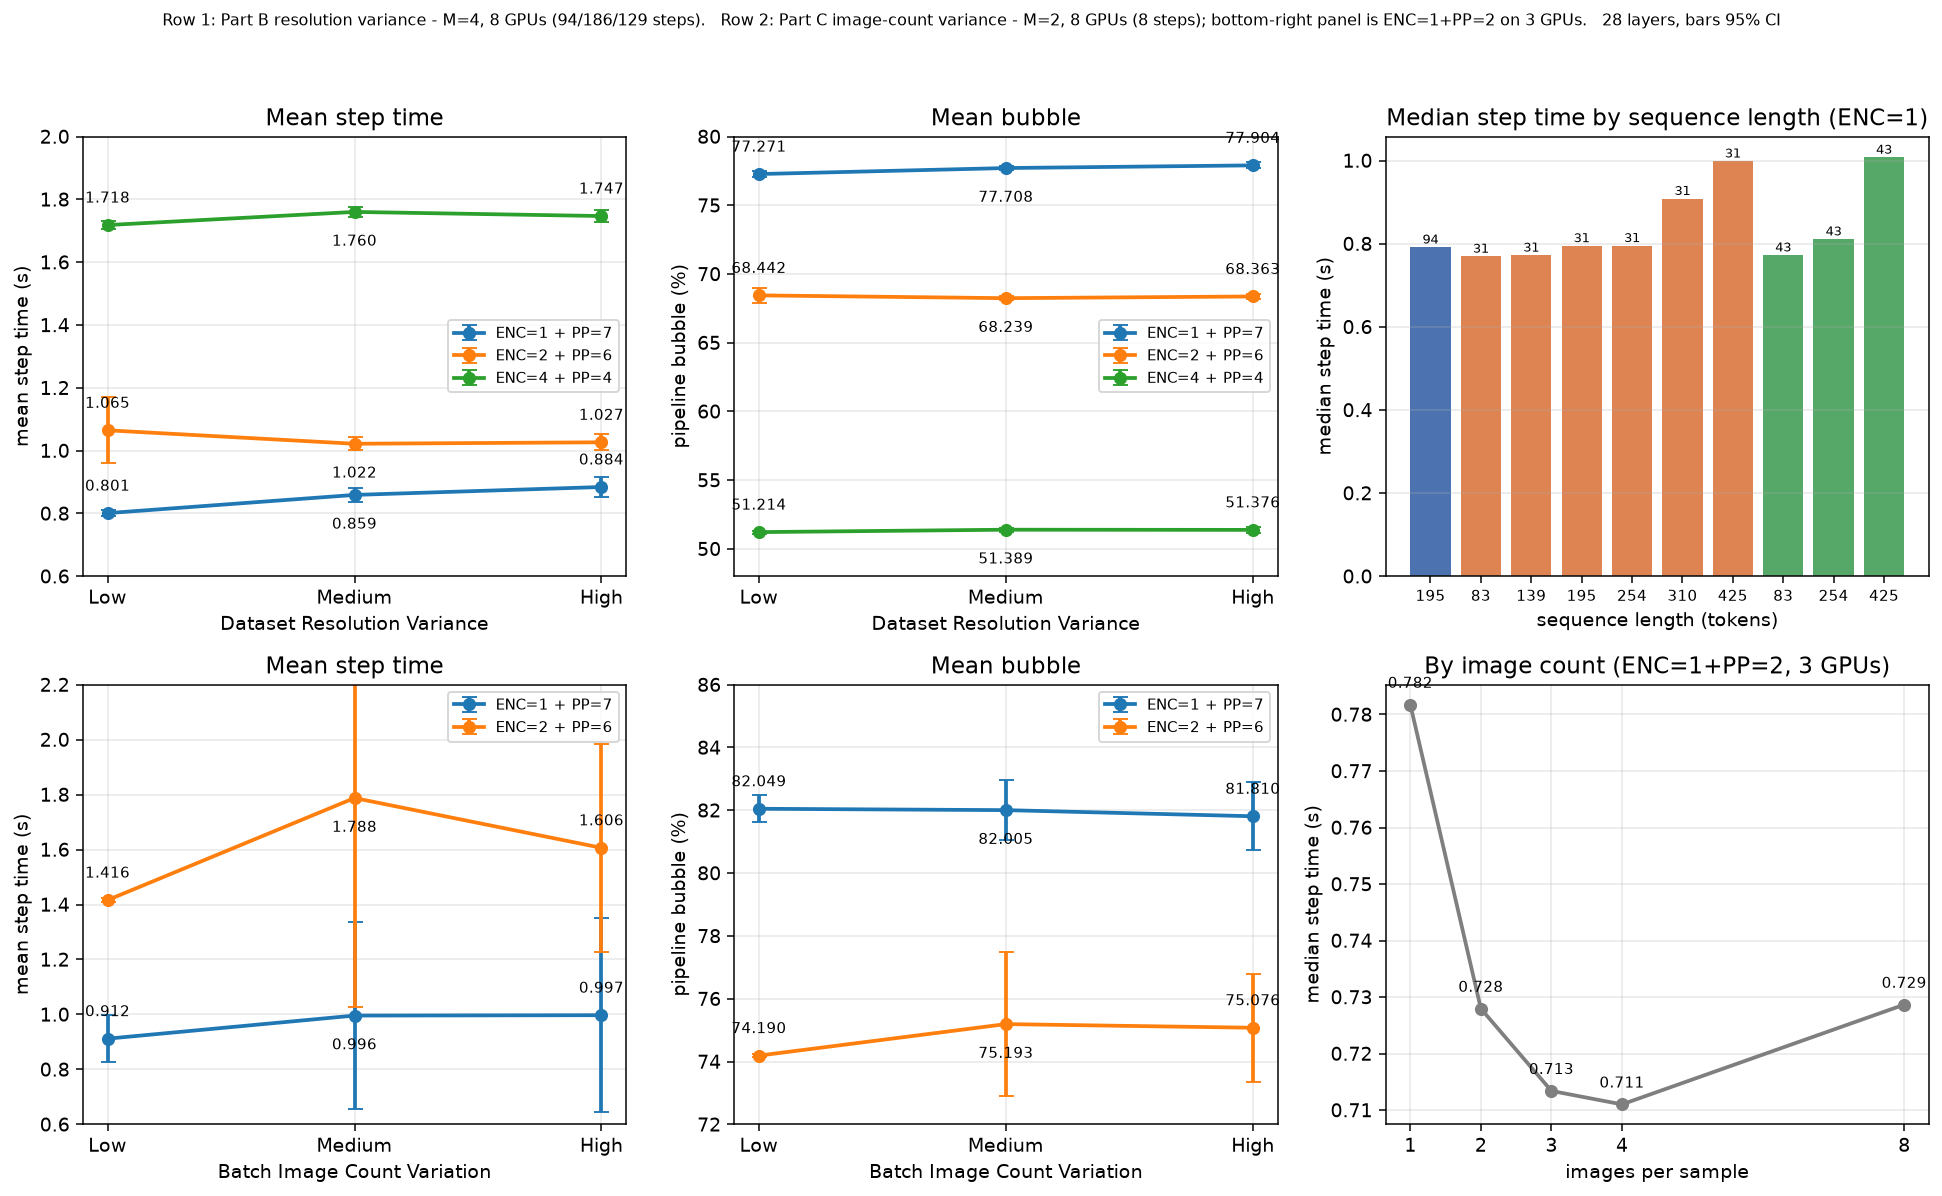 Row 1: Part B resolution variance - M=4, 8 GPUs (94/186/129 steps).   Row 2: Part C image-count variance - M=2, 8 GPUs (8 steps); bottom-right panel is ENC=1+PP=2 on 3 GPUs.   28 layers, bars 95% CI
Mean step time
mean step time (s)
2.0
1.8
1.6
1.4
1.2
1.0
0.8
0.6
1.718
1.760
1.747
1.065
1.022
1.027
0.801
0.859
0.884
ENC=1 + PP=7
ENC=2 + PP=6
ENC=4 + PP=4
Low
Medium
High
Dataset Resolution Variance
Mean bubble
pipeline bubble (%)
80
75
70
65
60
55
50
77.271
77.708
77.904
68.442
68.239
68.363
51.214
51.389
51.376
ENC=1 + PP=7
ENC=2 + PP=6
ENC=4 + PP=4
Low
Medium
High
Dataset Resolution Variance
Median step time by sequence length (ENC=1)
median step time (s)
1.0
0.8
0.6
0.4
0.2
0.0
94
31
31
31
31
31
31
43
43
43
195
83
139
195
254
310
425
83
254
425
sequence length (tokens)
Mean step time
mean step time (s)
2.2
2.0
1.8
1.6
1.4
1.2
1.0
0.8
0.6
1.416
1.788
1.606
0.912
0.996
0.997
ENC=1 + PP=7
ENC=2 + PP=6
Low
Medium
High
Batch Image Count Variation
Mean bubble
pipeline bubble (%)
86
84
82
80
78
76
74
72
82.049
82.005
81.810
74.190
75.193
75.076
ENC=1 + PP=7
ENC=2 + PP=6
Low
Medium
High
Batch Image Count Variation
By image count (ENC=1+PP=2, 3 GPUs)
median step time (s)
0.78
0.77
0.76
0.75
0.74
0.73
0.72
0.71
0.782
0.728
0.713
0.711
0.729
1
2
3
4
8
images per sample